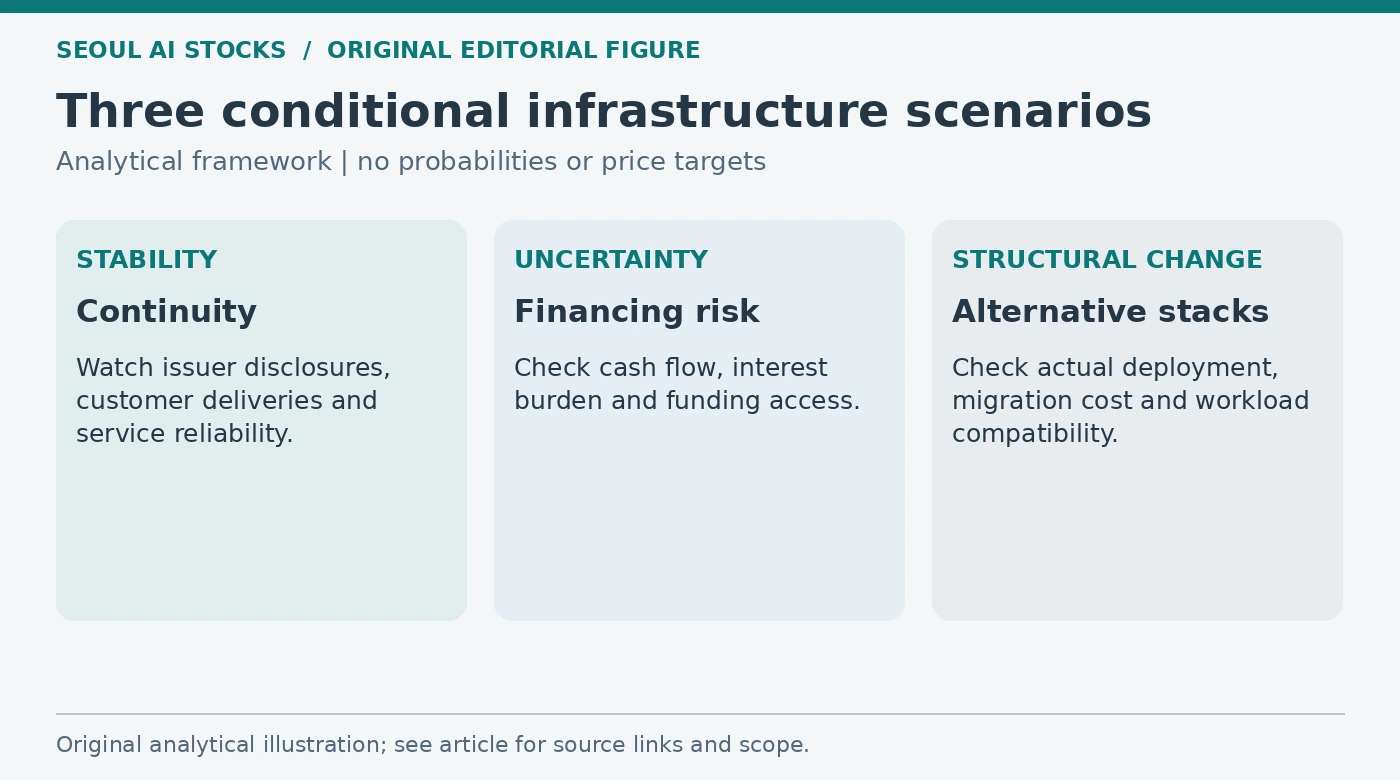 SEOUL AI STOCKS / ORIGINAL EDITORIAL FIGURE
Three conditional infrastructure scenarios
Analytical framework | no probabilities or price targets
STABILITY
Continuity
Watch issuer disclosures,
customer deliveries and
service reliability.
UNCERTAINTY
Financing risk
Check cash flow, interest
burden and funding access.
STRUCTURAL CHANGE
Alternative stacks
Check actual deployment,
migration cost and workload
compatibility.
Original analytical illustration; see article for source links and scope.